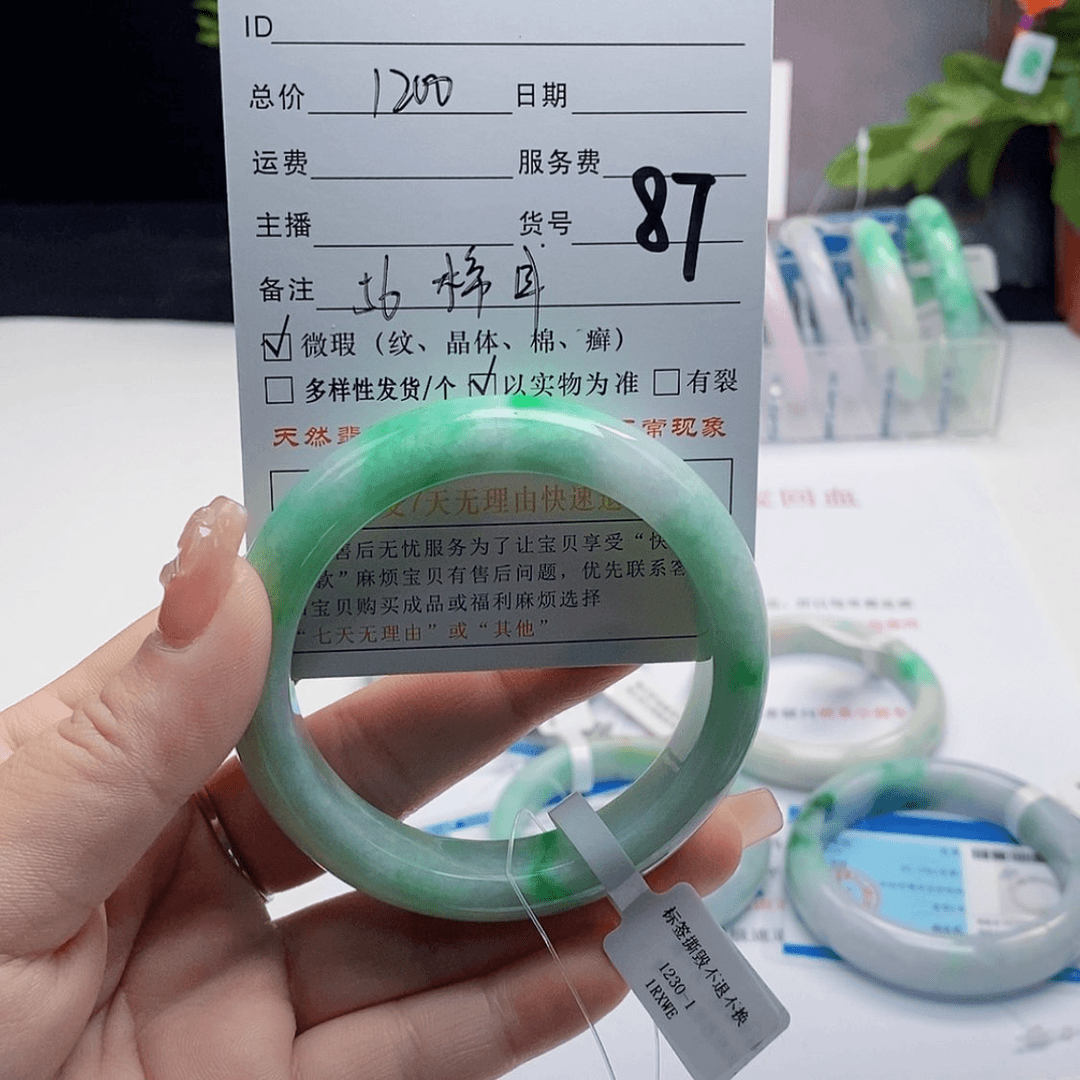 ID
总价 1200 日期
运费 服务费
主播 货号 87
备注 56 棉
☑ 微瑕（纹、晶体、棉、癣）
☐ 多样性发货/个 ☑ 以实物为准 ☐ 有裂
天然翡 常现象
7天无理由快速退
售后无忧服务为了让宝贝享受“快
款”麻烦宝贝有售后问题，优先联系客
宝贝购买成品或福利麻烦选择
“七天无理由”或“其他”
标签撕毁不退不换
1230-1
1RXWE